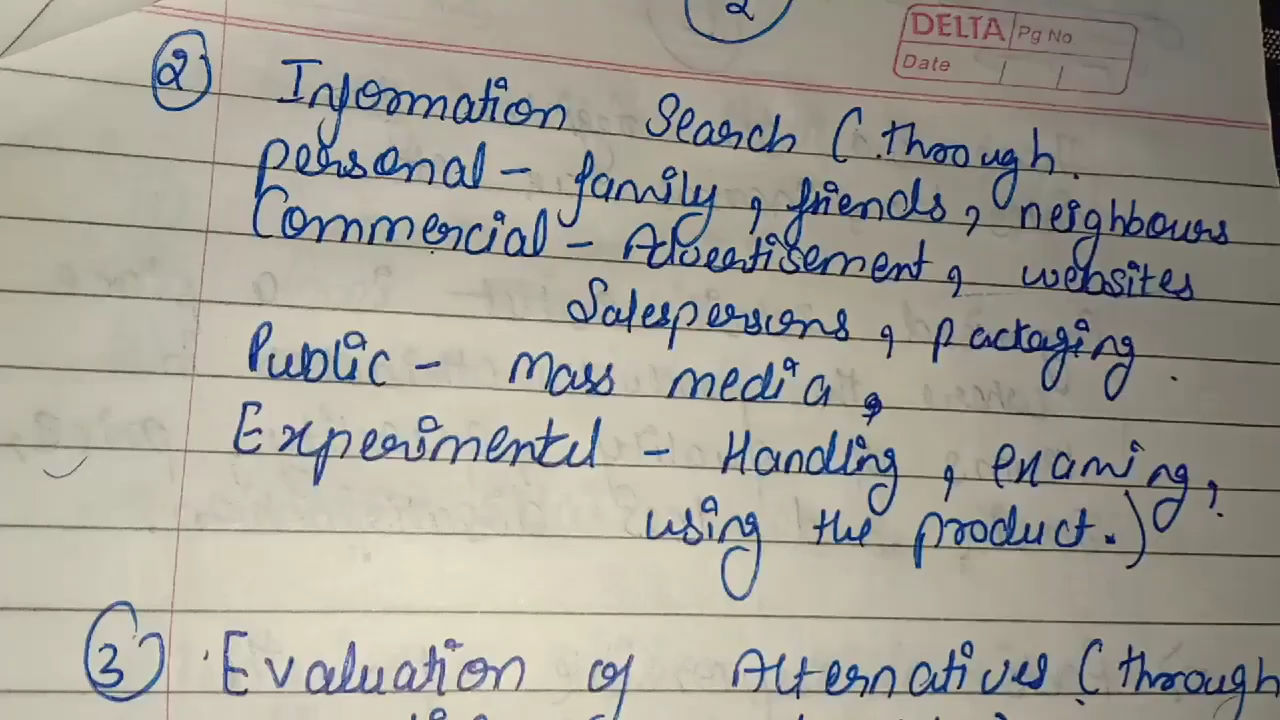 2
DELTA Pg No
Date / /
② Information Search (through
Personal - family, friends, neighbours
Commercial - Advertisement, websites
Salespersons, packaging.
Public - Mass media,
Experimental - Handling, examing,
using the product.)
③ Evaluation of Alternatives (through